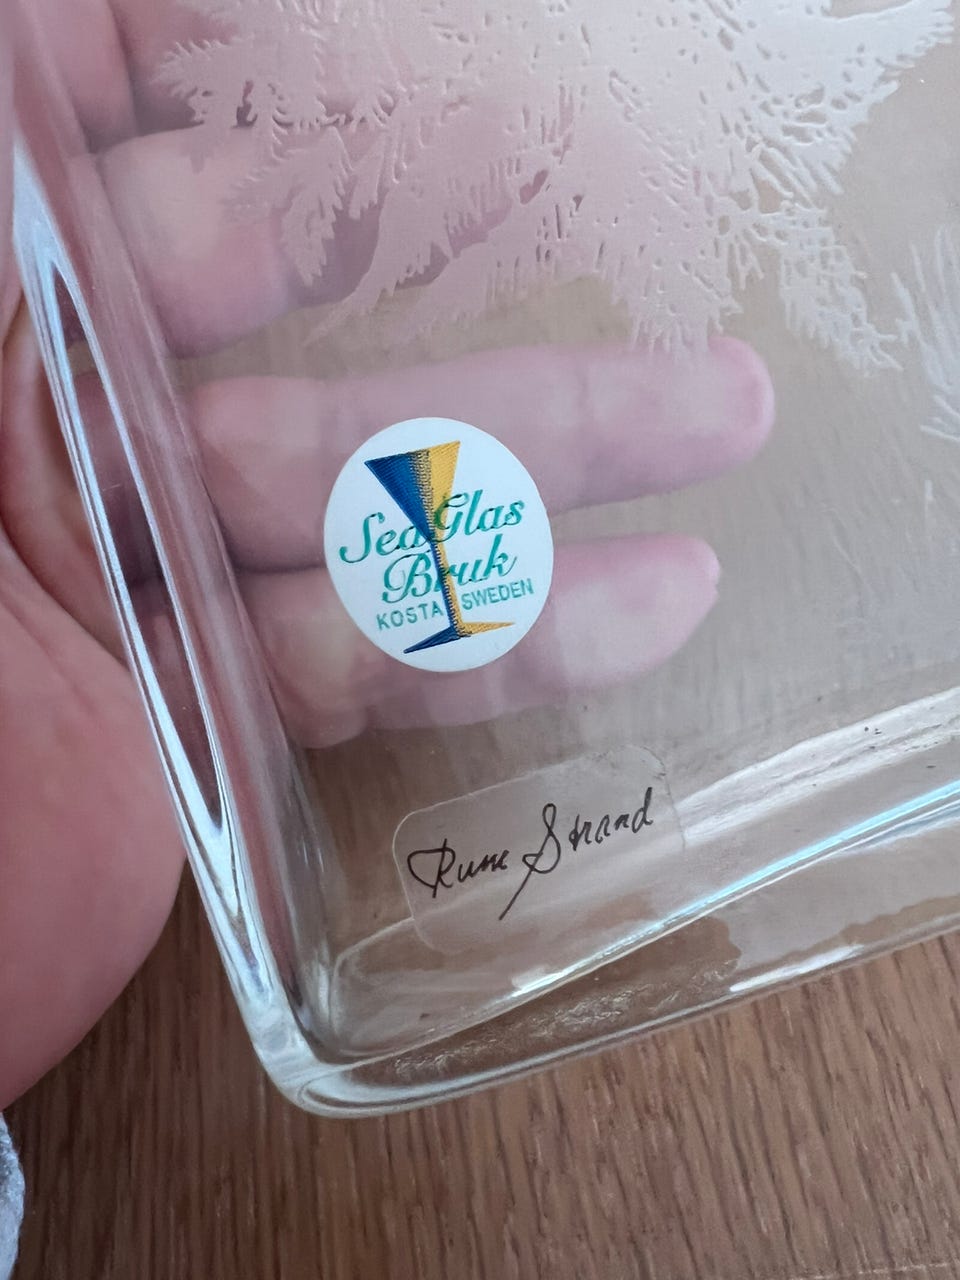 Sea Glas
Bruk
KOSTA SWEDEN
Rune Strand